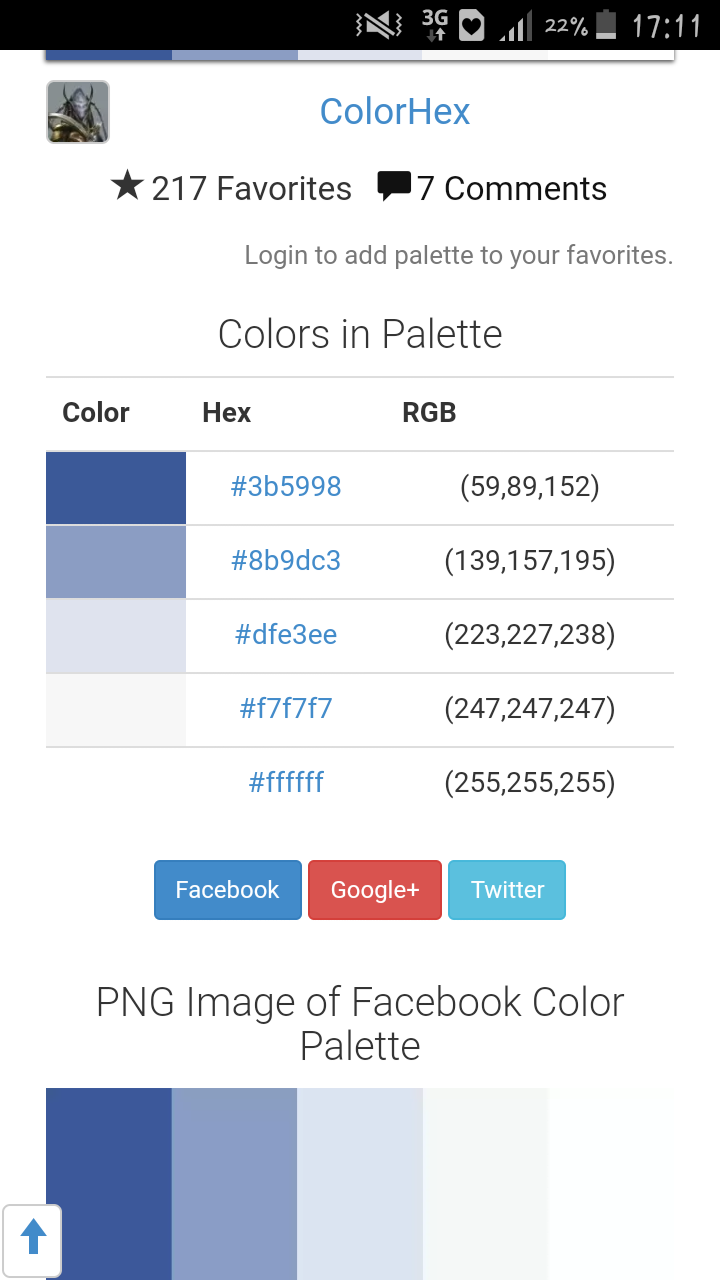 3G 22% 17:11
ColorHex
217 Favorites 7 Comments
Login to add palette to your favorites.
Colors in Palette
Color Hex RGB
#3b5998 (59,89,152)
#8b9dc3 (139,157,195)
#dfe3ee (223,227,238)
#f7f7f7 (247,247,247)
#ffffff (255,255,255)
Facebook Google+ Twitter
PNG Image of Facebook Color
Palette